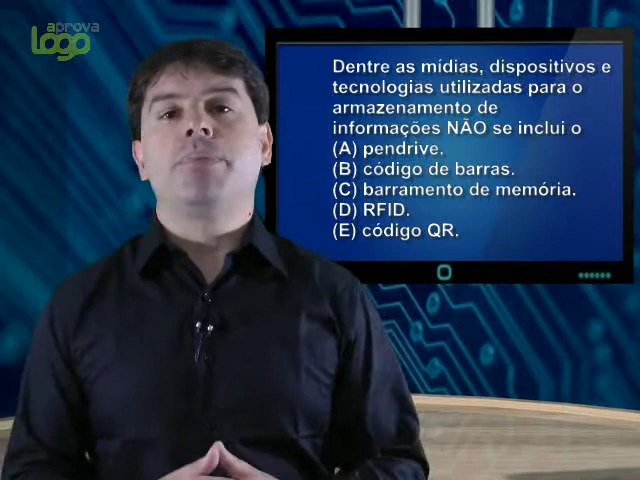 aprova
Logo
Dentre as mídias, dispositivos e
tecnologias utilizadas para o
armazenamento de
informações NÃO se inclui o
(A) pendrive.
(B) código de barras.
(C) barramento de memória.
(D) RFID.
(E) código QR.